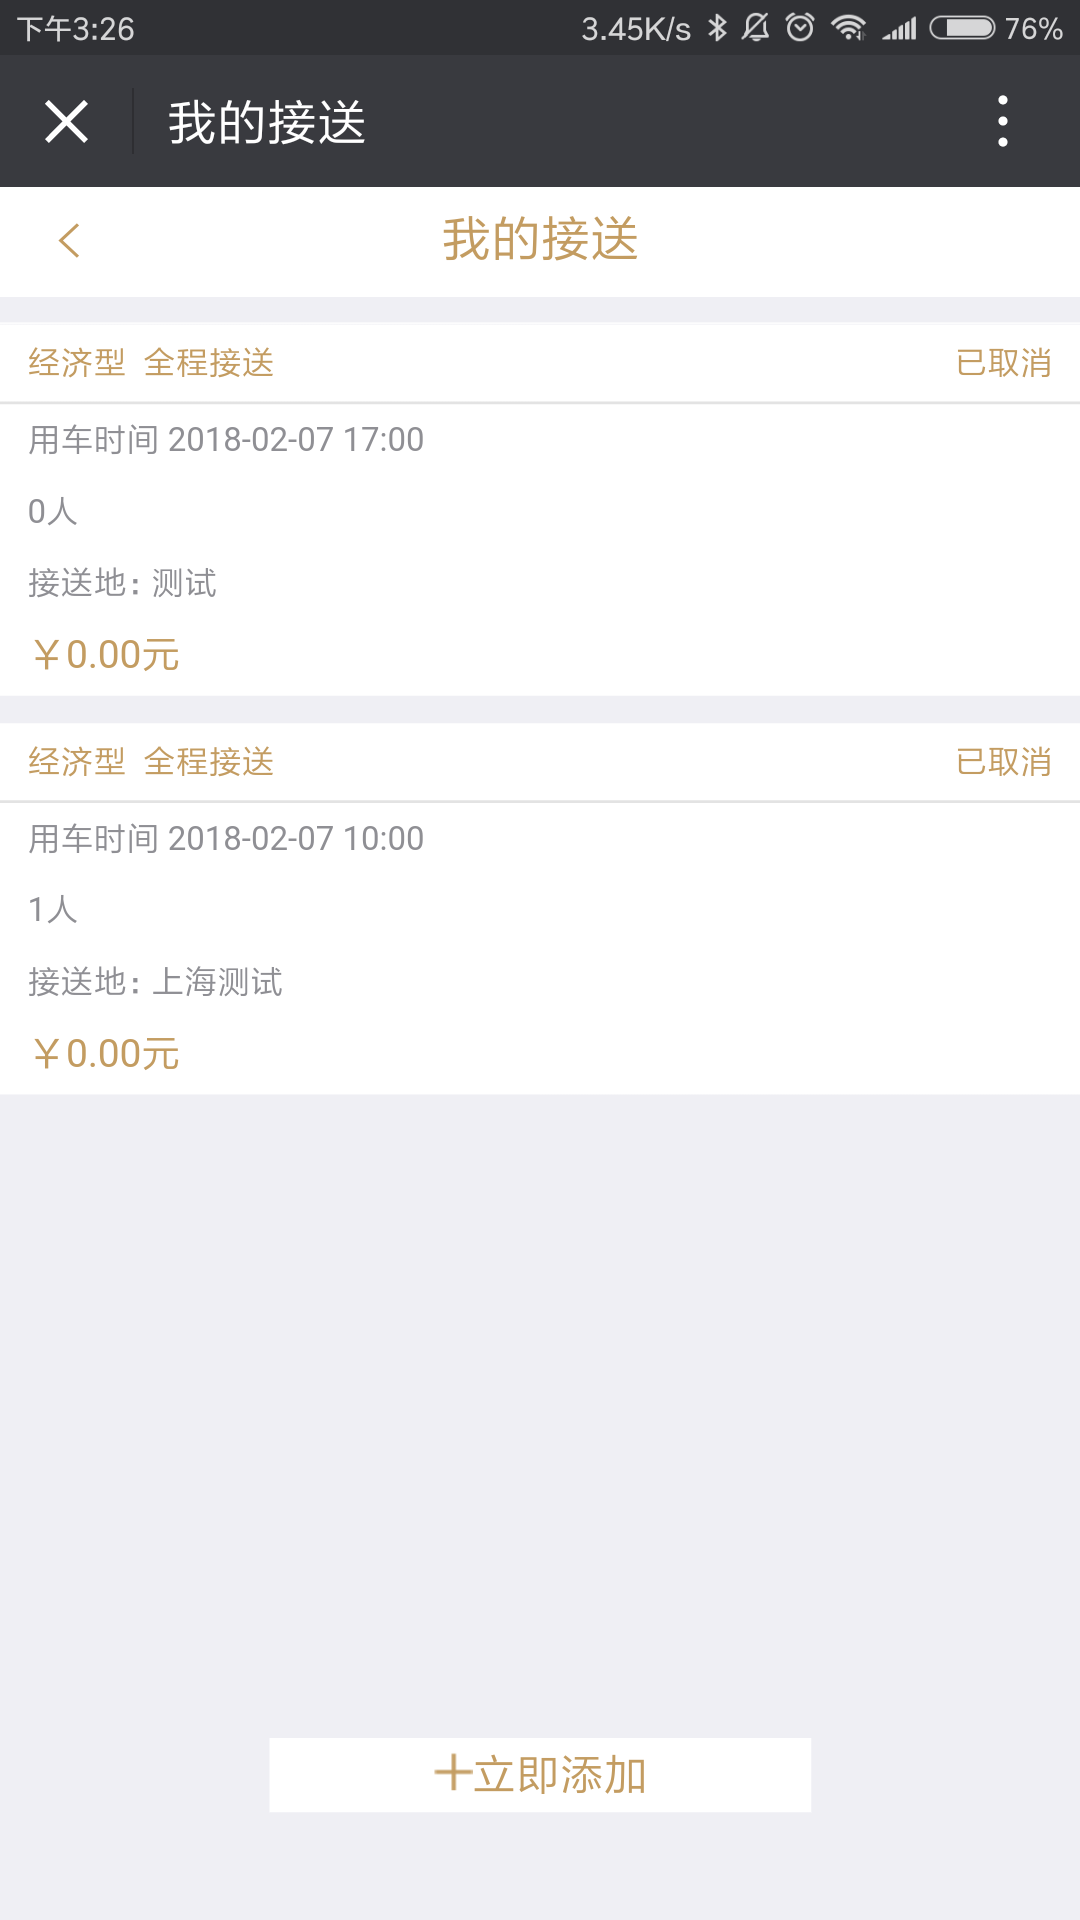 下午3:26 3.45K/s 76%
我的接送
我的接送
经济型 全程接送 已取消
用车时间 2018-02-07 17:00
0人
接送地：测试
￥0.00元
经济型 全程接送 已取消
用车时间 2018-02-07 10:00
1人
接送地：上海测试
￥0.00元
+立即添加